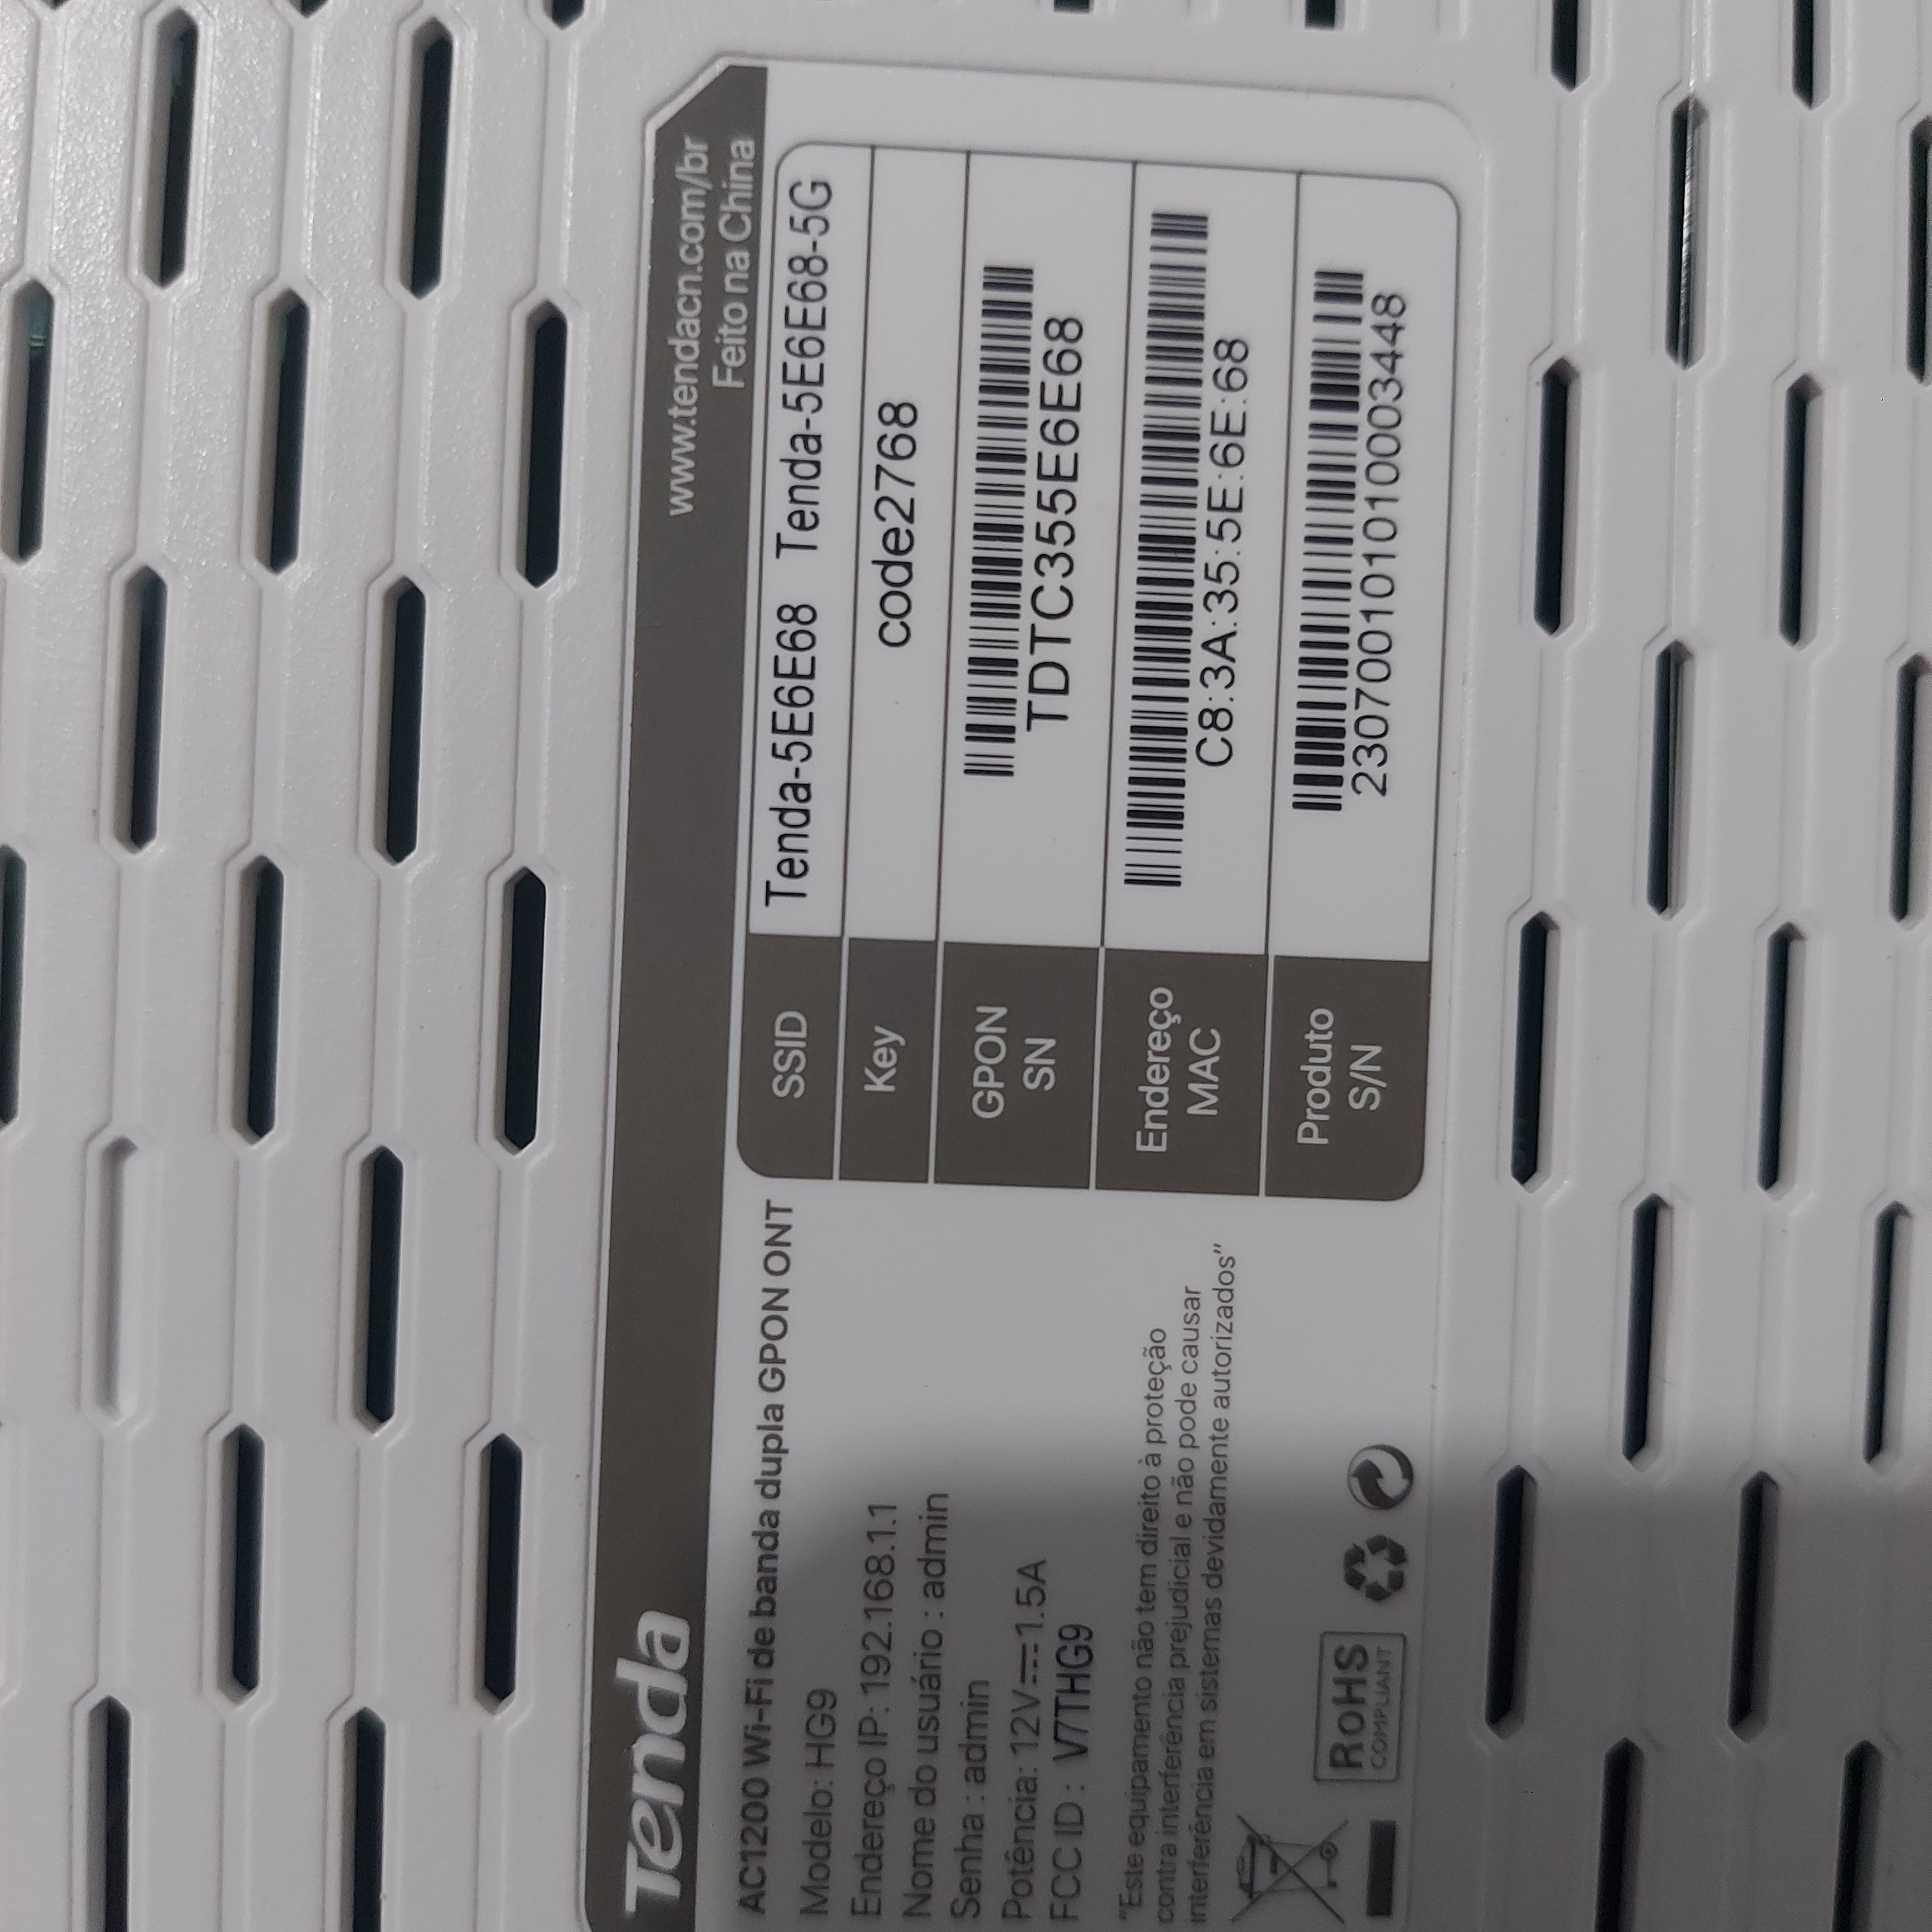 Tenda
www.tendacn.com/br
Feito na China
AC1200 Wi-Fi de banda dupla GPON ONT
Modelo: HG9
Endereço IP: 192.168.1.1
Nome do usuário : admin
Senha : admin
Potência: 12V⎓1.5A
FCC ID : V7THG9
"Este equipamento não tem direito à proteção
contra interferência prejudicial e não pode causar
interferência em sistemas devidamente autorizados"
RoHS
COMPLIANT
SSID Tenda-5E6E68 Tenda-5E6E68-5G
Key code2768
GPON
SN
TDTC355E6E68
Endereço
MAC
C8:3A:35:5E:6E:68
Produto
S/N
230700101010003448